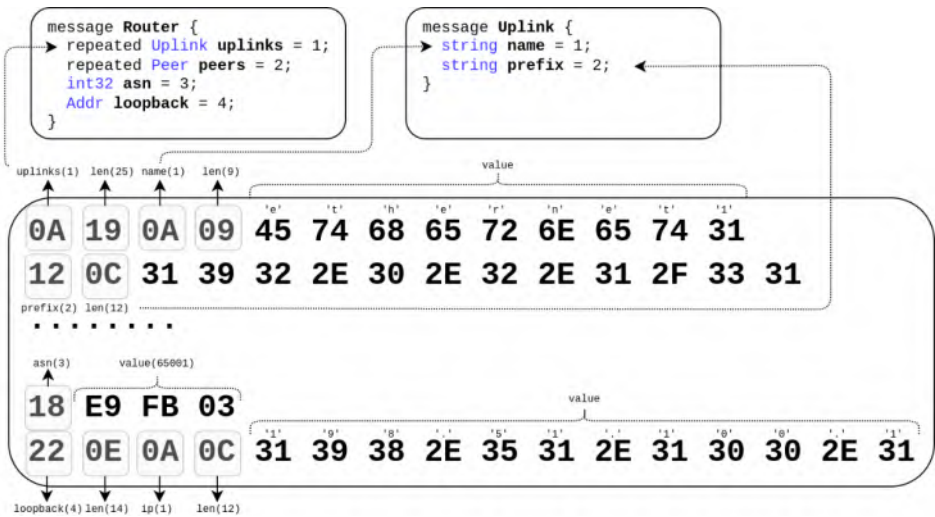 message Router {
repeated Uplink uplinks = 1;
repeated Peer peers = 2;
int32 asn = 3;
Addr loopback = 4;
}
message Uplink {
string name = 1;
string prefix = 2;
}
uplinks(1) len(25) name(1) len(9) value
'e' 't' 'h' 'e' 'r' 'n' 'e' 't' '1'
0A 19 0A 09 45 74 68 65 72 6E 65 74 31
12 0C 31 39 32 2E 30 2E 32 2E 31 2F 33 31
prefix(2) len(12)
........
asn(3) value(65001)
18 E9 FB 03
value
'1' '9' '8' '.' '5' '1' '.' '1' '0' '0' '.' '1'
22 0E 0A 0C 31 39 38 2E 35 31 2E 31 30 30 2E 31
loopback(4) len(14) ip(1) len(12)